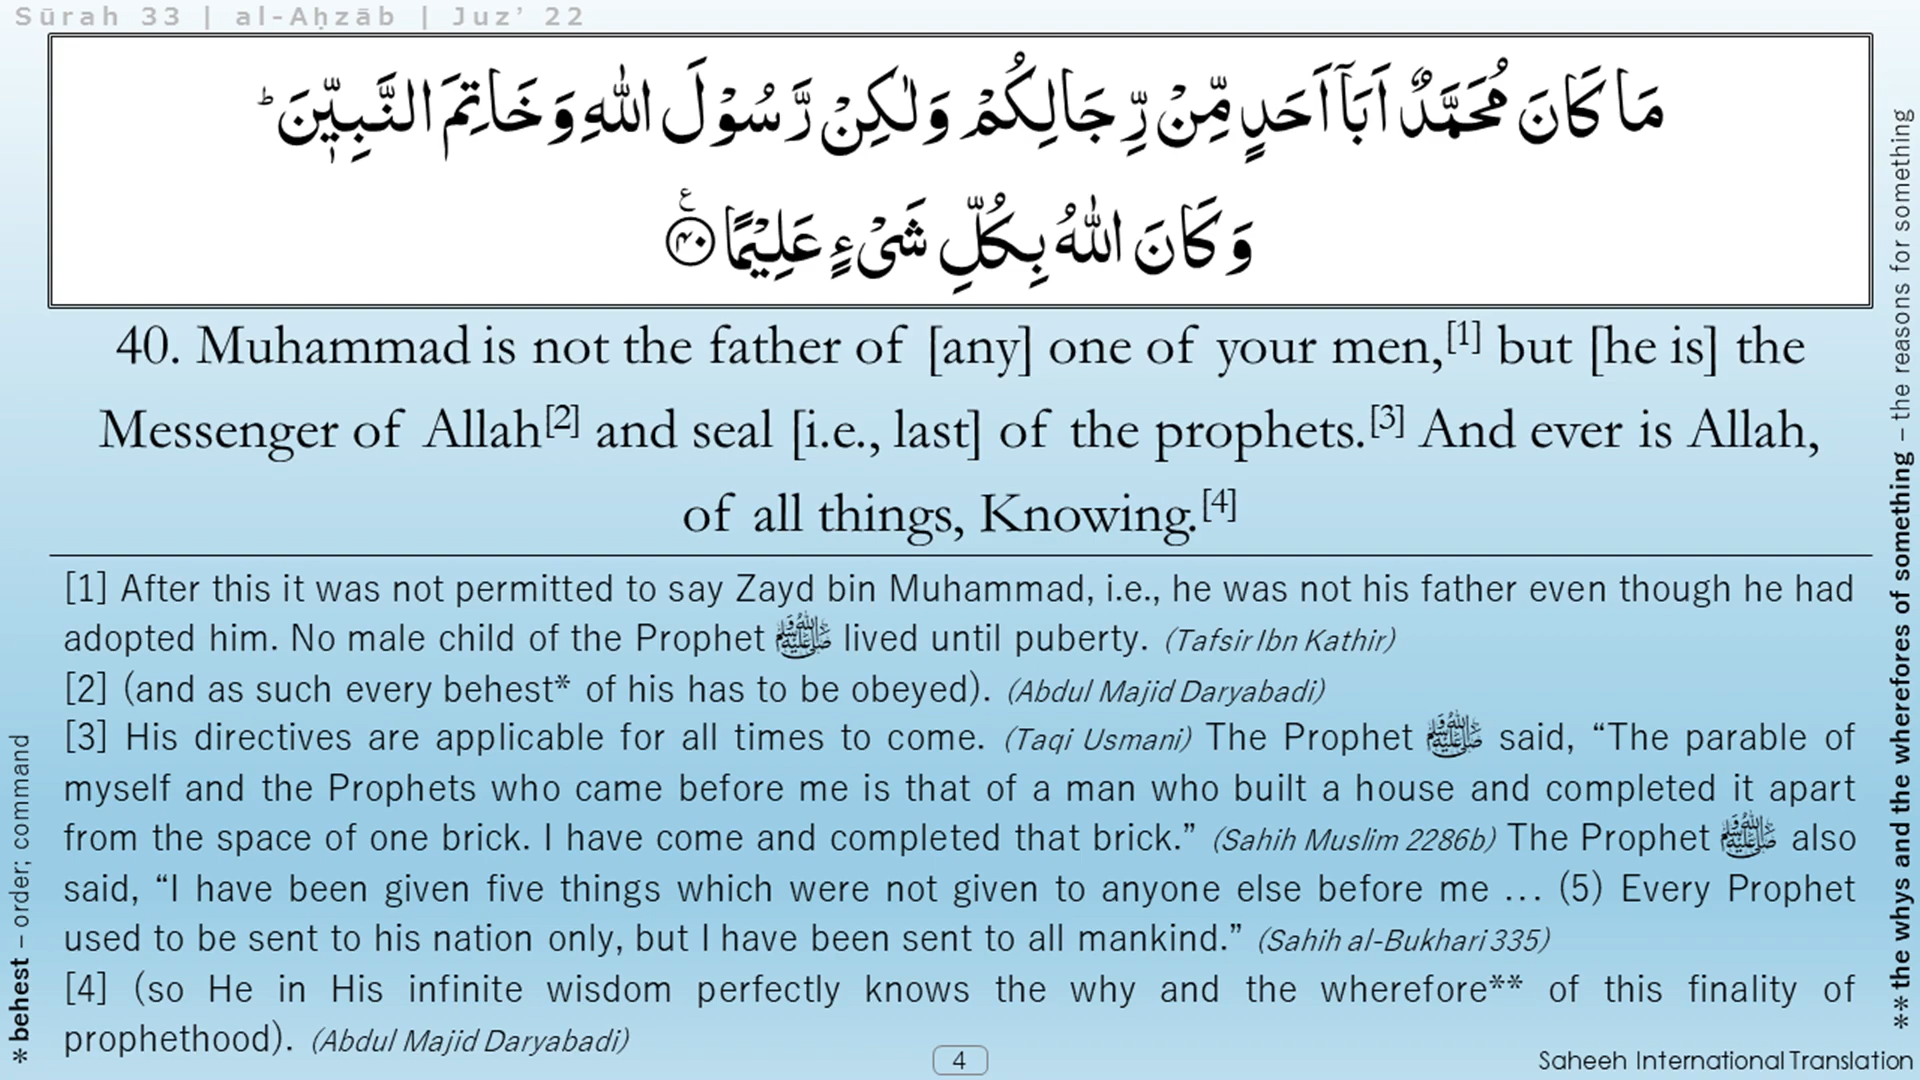 Sūrah 33 | al-Aḥzāb | Juz’ 22
مَا كَانَ مُحَمَّدٌ اَبَآ اَحَدٍ مِّنْ رِّجَالِكُمْ وَلٰكِنْ رَّسُوْلَ اللّٰهِ وَخَاتِمَ النَّبِيّٖنَ ؕ
وَكَانَ اللّٰهُ بِكُلِّ شَىْءٍ عَلِيْمًا ۴۰ ع
40. Muhammad is not the father of [any] one of your men,[1] but [he is] the
Messenger of Allah[2] and seal [i.e., last] of the prophets.[3] And ever is Allah,
of all things, Knowing.[4]
[1] After this it was not permitted to say Zayd bin Muhammad, i.e., he was not his father even though he had
adopted him. No male child of the Prophet ﷺ lived until puberty. (Tafsir Ibn Kathir)
[2] (and as such every behest* of his has to be obeyed). (Abdul Majid Daryabadi)
[3] His directives are applicable for all times to come. (Taqi Usmani) The Prophet ﷺ said, “The parable of
myself and the Prophets who came before me is that of a man who built a house and completed it apart
from the space of one brick. I have come and completed that brick.” (Sahih Muslim 2286b) The Prophet ﷺ also
said, “I have been given five things which were not given to anyone else before me … (5) Every Prophet
used to be sent to his nation only, but I have been sent to all mankind.” (Sahih al-Bukhari 335)
[4] (so He in His infinite wisdom perfectly knows the why and the wherefore** of this finality of
prophethood). (Abdul Majid Daryabadi)
* behest – order; command
** the whys and the wherefores of something – the reasons for something
4
Saheeh International Translation